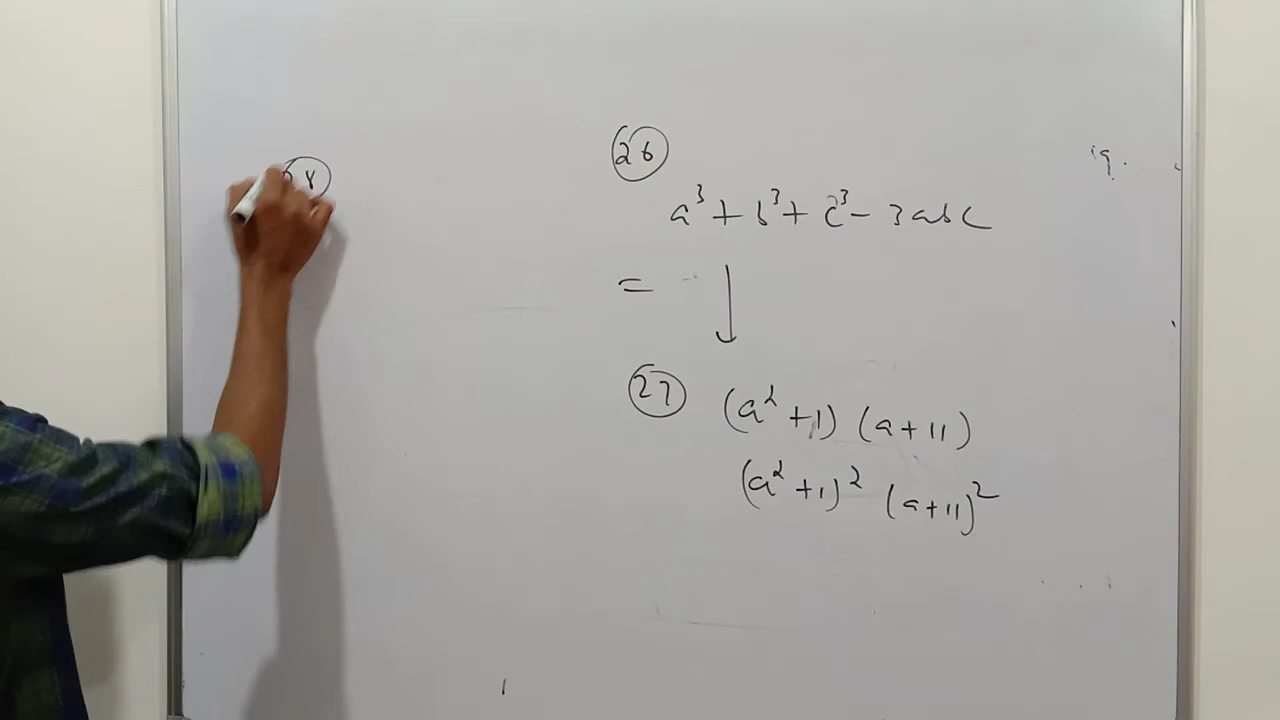 26
a³ + b³ + c³ - 3abc
=
27 (a² + 1) (a + 11)
(a² + 1)² (a + 11)²